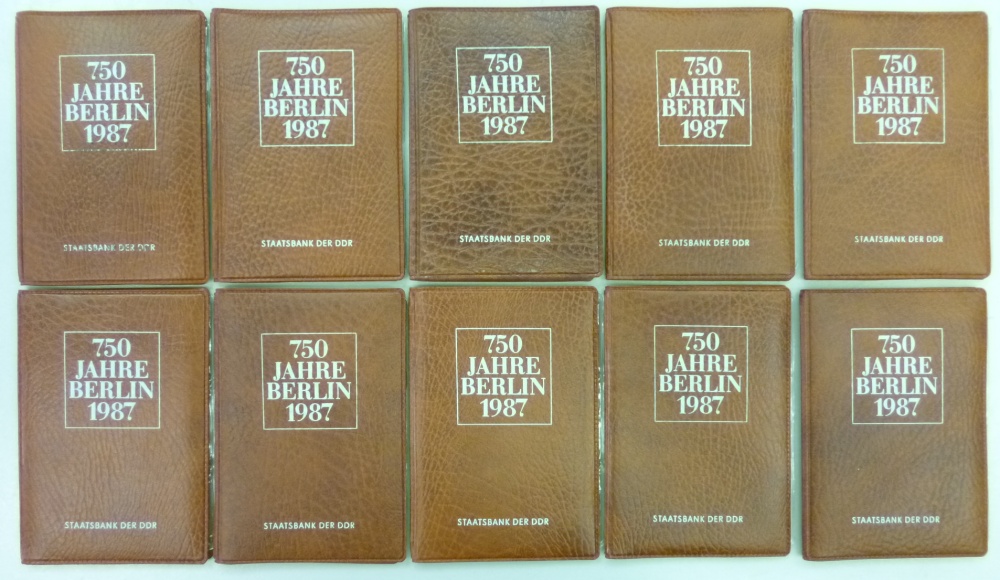 750
JAHRE
BERLIN
1987
STAATSBANK DER DDR
750
JAHRE
BERLIN
1987
STAATSBANK DER DDR
750
JAHRE
BERLIN
1987
STAATSBANK DER DDR
750
JAHRE
BERLIN
1987
STAATSBANK DER DDR
750
JAHRE
BERLIN
1987
STAATSBANK DER DDR
750
JAHRE
BERLIN
1987
STAATSBANK DER DDR
750
JAHRE
BERLIN
1987
STAATSBANK DER DDR
750
JAHRE
BERLIN
1987
STAATSBANK DER DDR
750
JAHRE
BERLIN
1987
STAATSBANK DER DDR
750
JAHRE
BERLIN
1987
STAATSBANK DER DDR